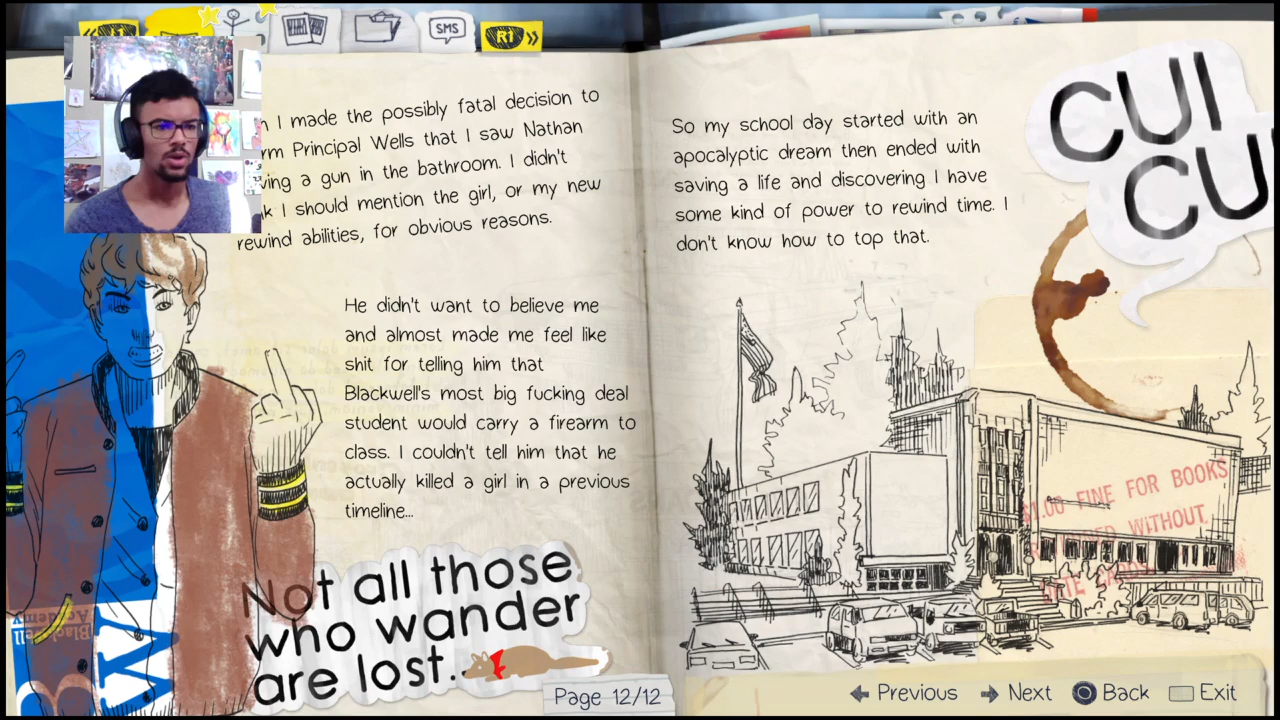 SMS
R1
I made the possibly fatal decision to
Principal Wells that I saw Nathan
a gun in the bathroom. I didn't
I should mention the girl, or my new
rewind abilities, for obvious reasons.
He didn't want to believe me
and almost made me feel like
shit for telling him that
Blackwell's most big fucking deal
student would carry a firearm to
class. I couldn't tell him that he
actually killed a girl in a previous
timeline...
Not all those
who wander
are lost..
So my school day started with an
apocalyptic dream then ended with
saving a life and discovering I have
some kind of power to rewind time. I
don't know how to top that.
CUI
CU
$1.00 FINE FOR BOOKS
WITHOUT
Page 12/12
Previous
Next
Back
Exit